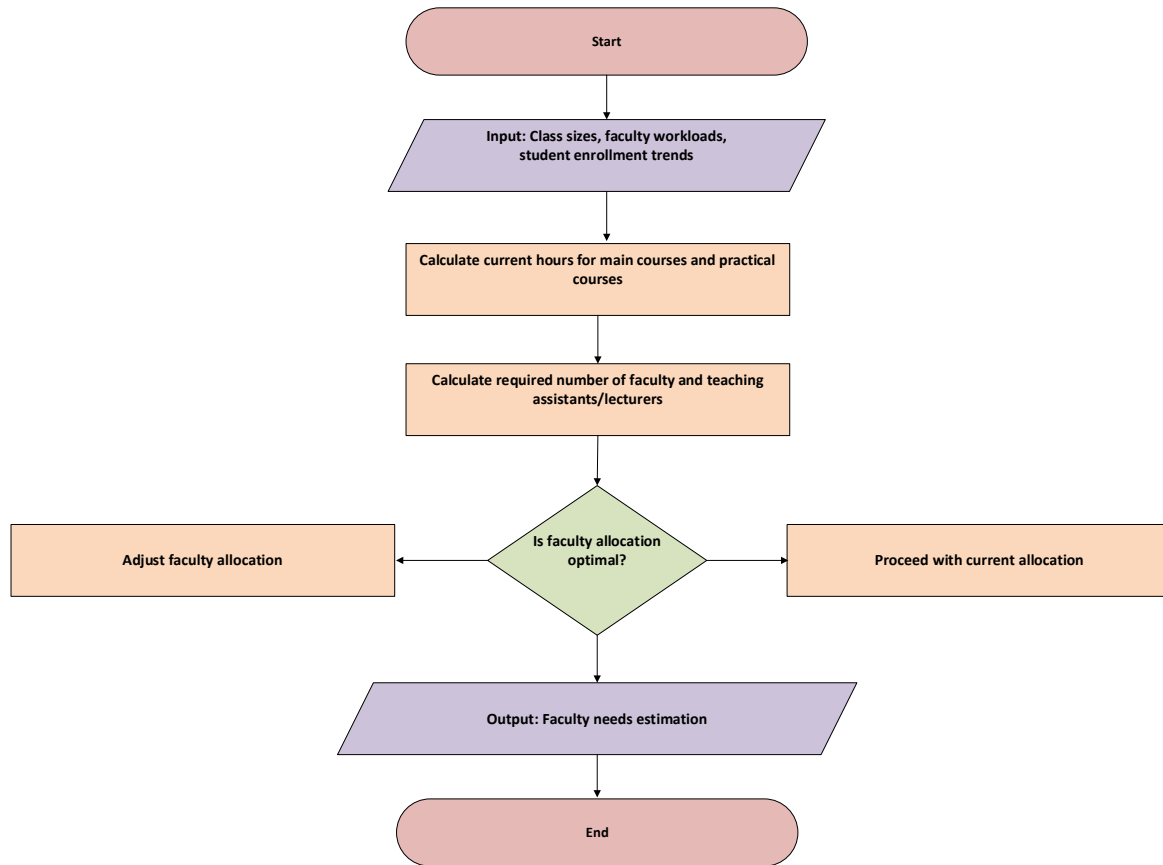 Start
Input: Class sizes, faculty workloads,
student enrollment trends
Calculate current hours for main courses and practical
courses
Calculate required number of faculty and teaching
assistants/lecturers
Is faculty allocation
optimal?
Adjust faculty allocation
Proceed with current allocation
Output: Faculty needs estimation
End